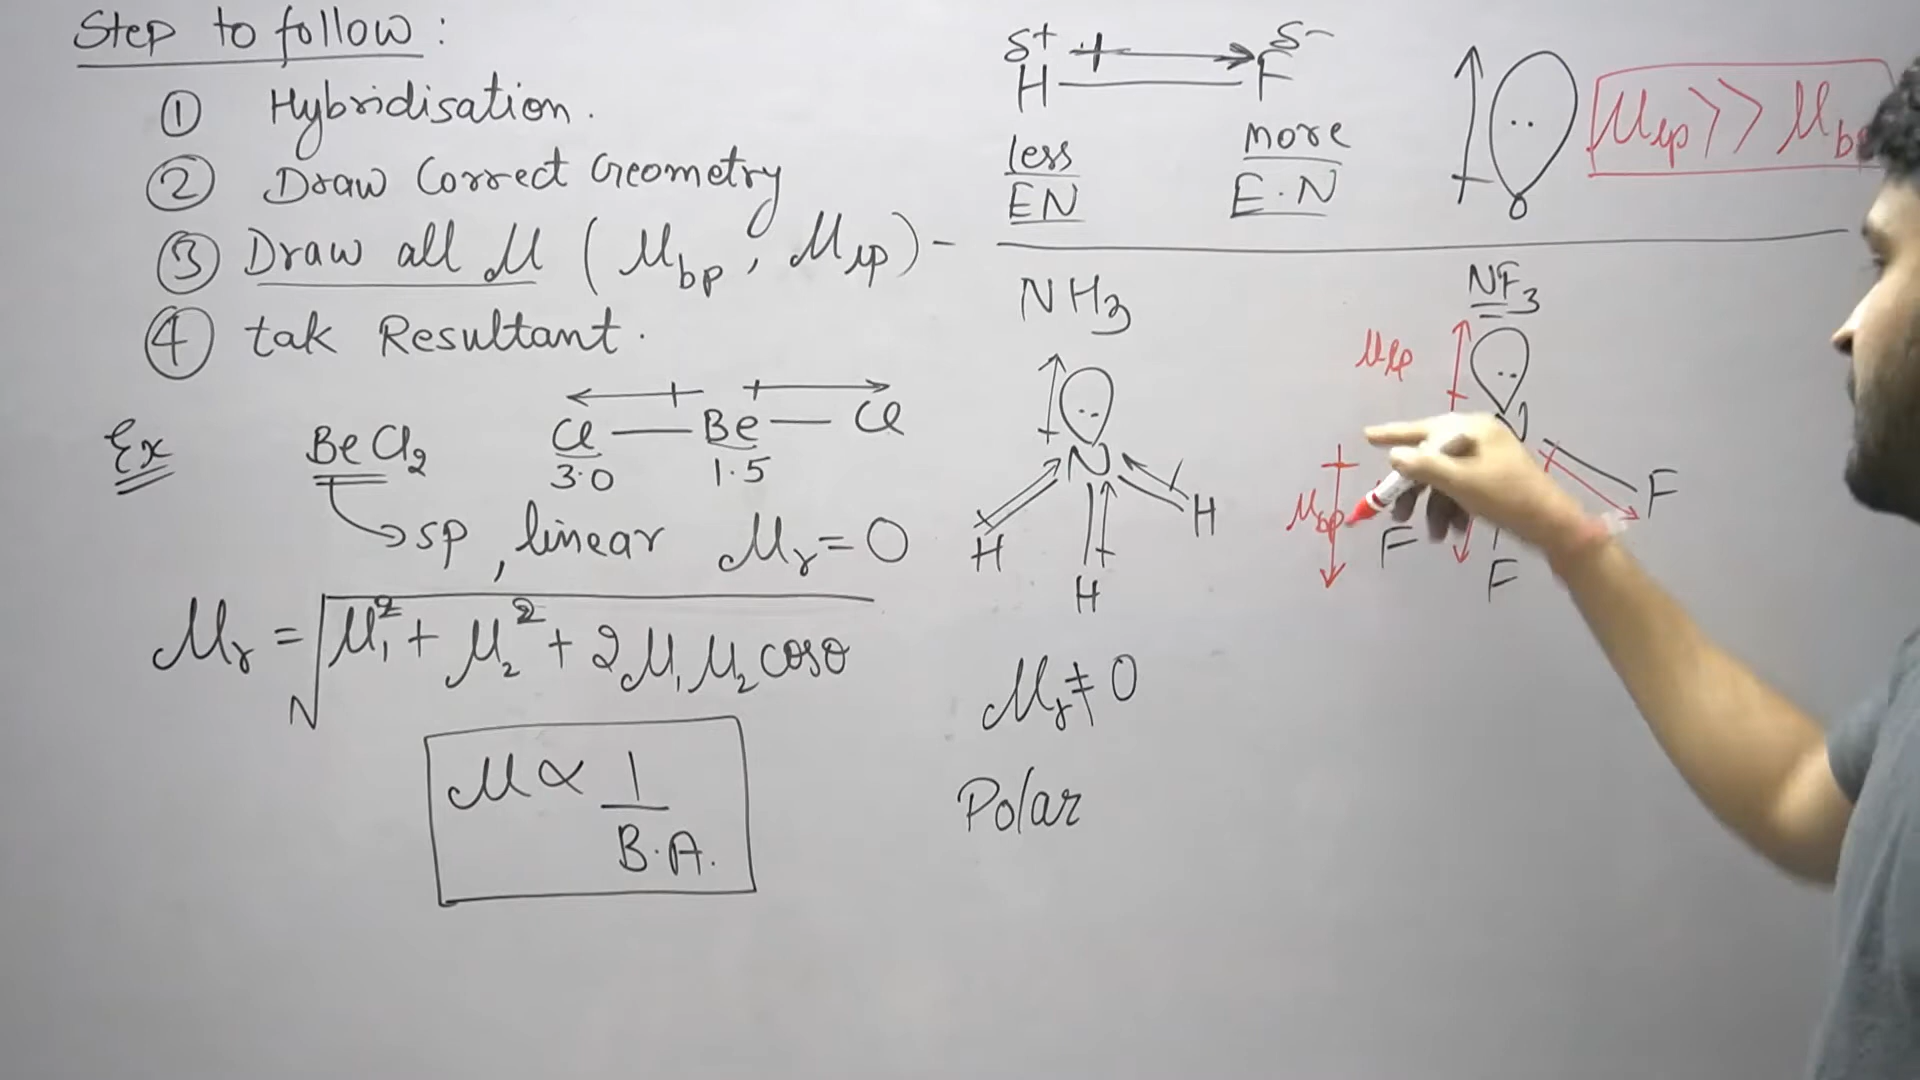 Step to follow :
① Hybridisation.
② Draw Correct Geometry
③ Draw all μ ( μbp , μlp ) -
④ tak Resultant.
Ex BeCl2
Cl — Be — Cl
3.0 1.5
sp , linear μr = 0
μr = √μ1² + μ2² + 2μ1μ2 cosθ
μ ∝ 1/B.A.
δ+ δ-
H F
less more
EN E.N
μlp >> μb
NH3
N
H H
H
μr ≠ 0
Polar
NF3
μlp
μbp
F F
F